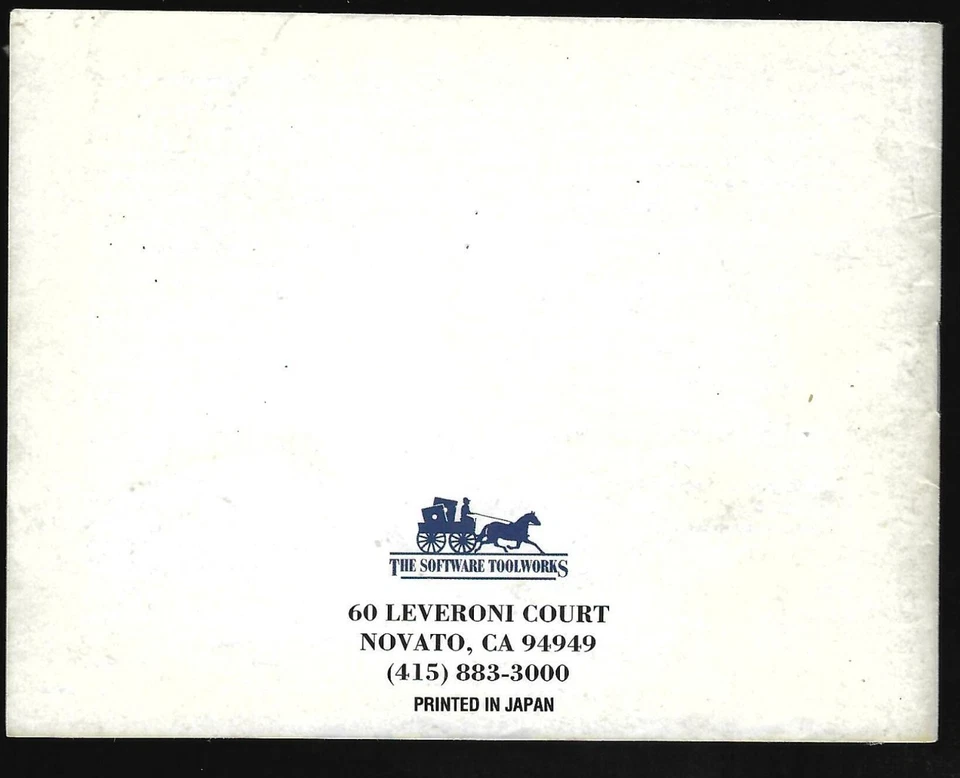 THE SOFTWARE TOOLWORKS
60 LEVERONI COURT
NOVATO, CA 94949
(415) 883-3000
PRINTED IN JAPAN